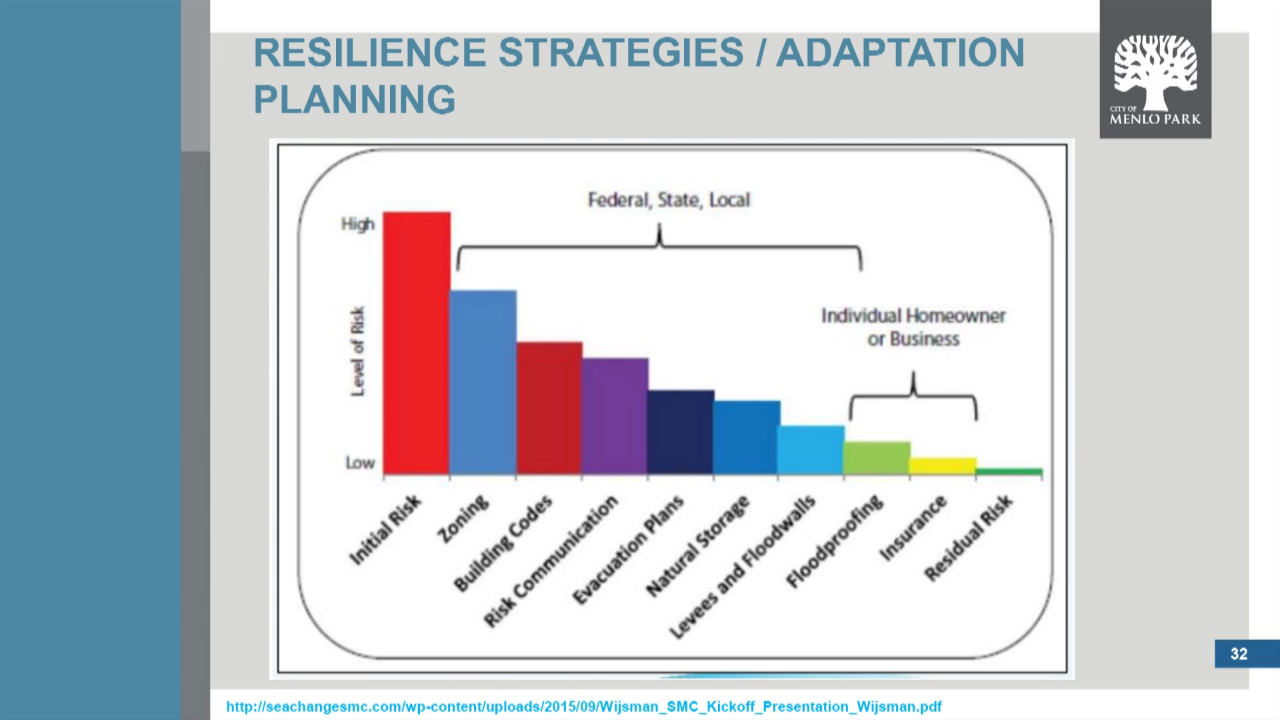 RESILIENCE STRATEGIES / ADAPTATION
PLANNING
CITY OF
MENLO PARK
Federal, State, Local
High
Individual Homeowner
or Business
Level of Risk
Low
Initial Risk
Zoning
Building Codes
Risk Communication
Evacuation Plans
Natural Storage
Levees and Floodwalls
Floodproofing
Insurance
Residual Risk
32
http://seachangesmc.com/wp-content/uploads/2015/09/Wijsman_SMC_Kickoff_Presentation_Wijsman.pdf